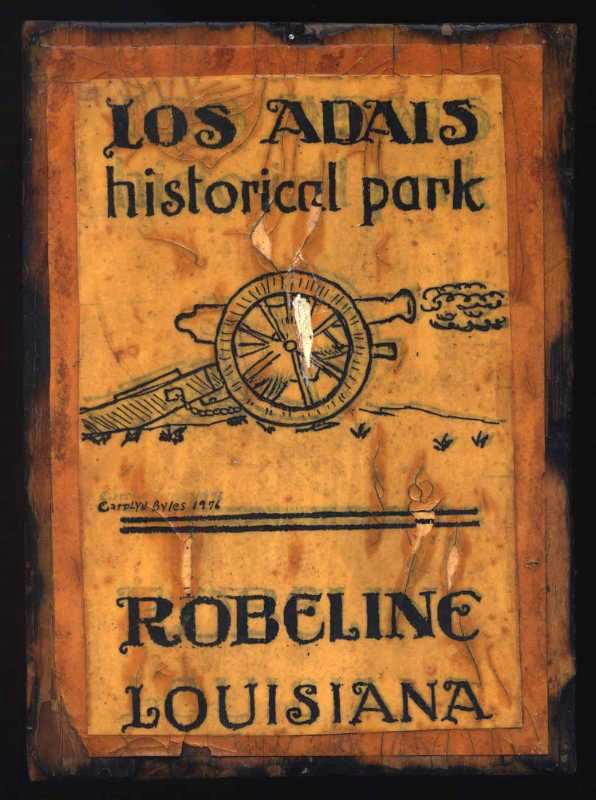 LOS ADAIS
historical park
Carolyn Byles 1976
ROBELINE
LOUISIANA